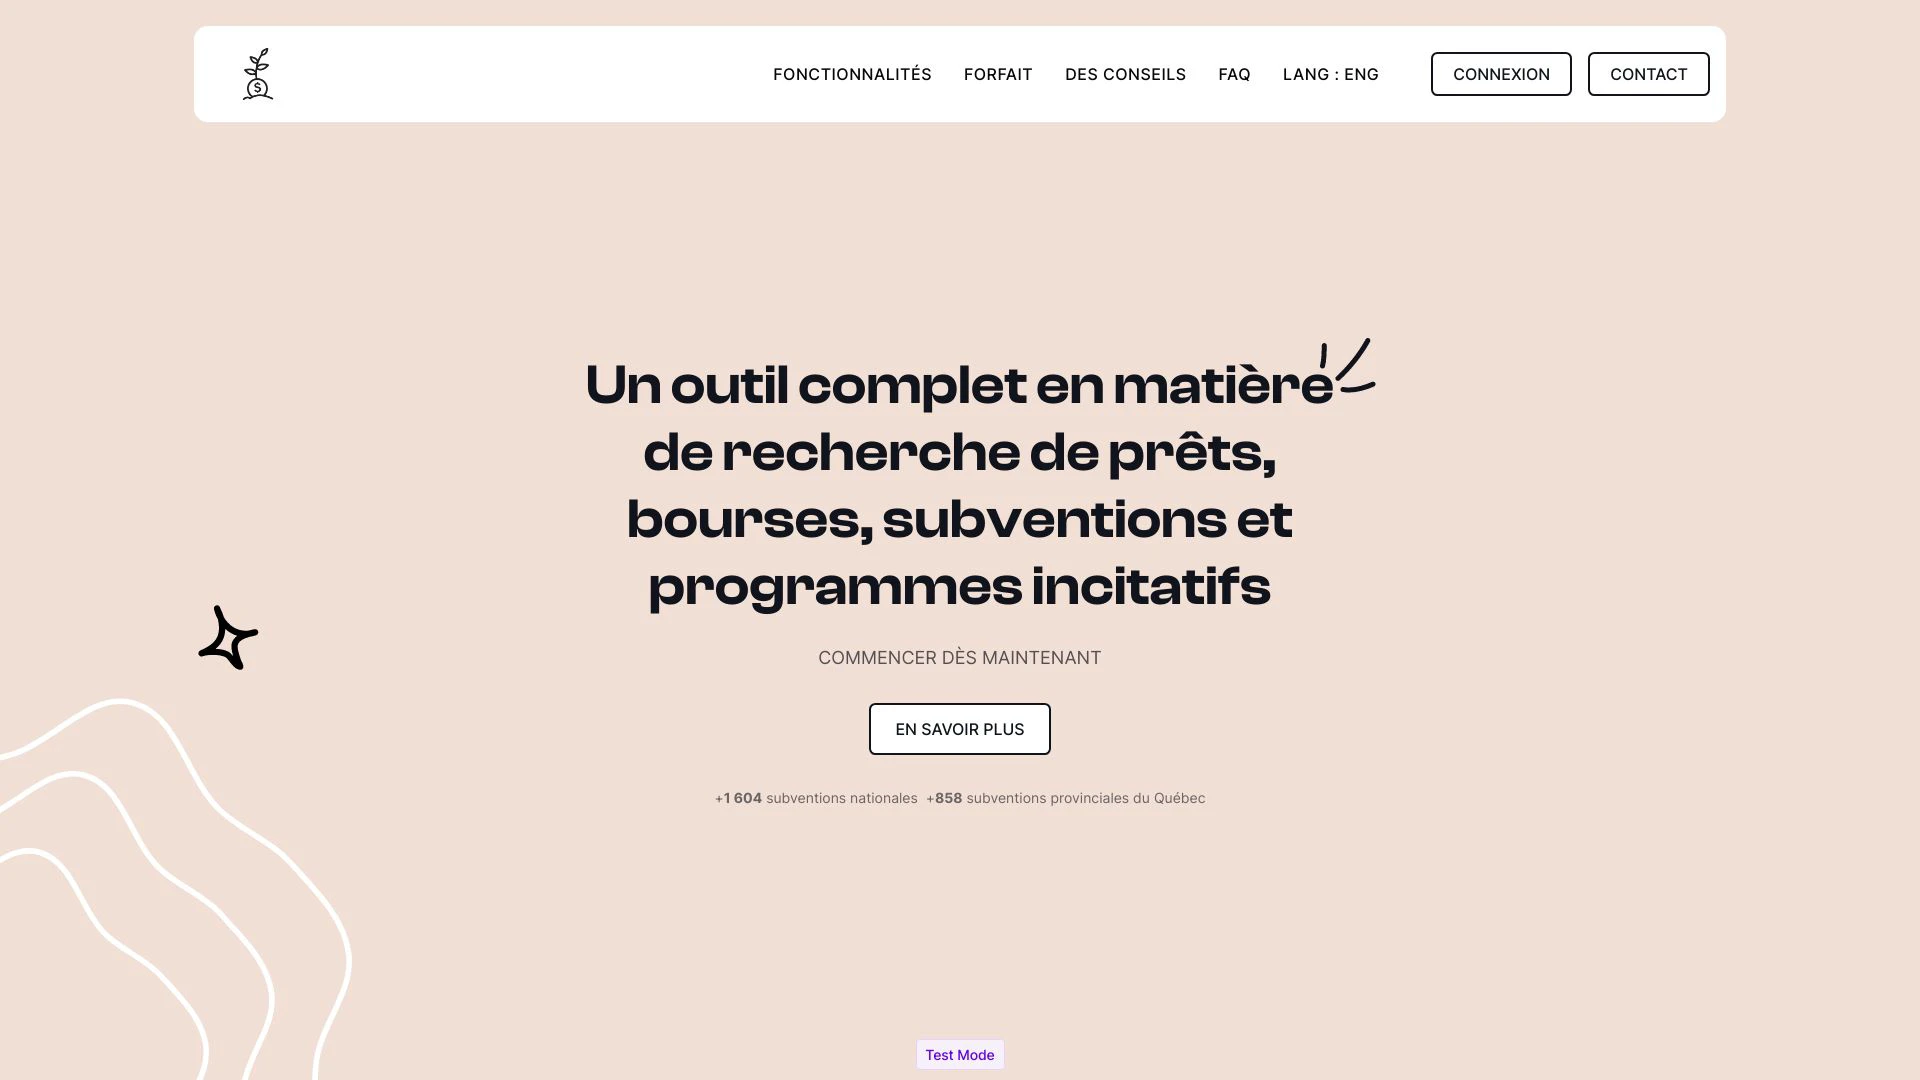 FONCTIONNALITÉS
FORFAIT
DES CONSEILS
FAQ
LANG : ENG
CONNEXION
CONTACT
$
Un outil complet en matière
de recherche de prêts,
bourses, subventions et
programmes incitatifs
COMMENCER DÈS MAINTENANT
EN SAVOIR PLUS
+1 604 subventions nationales +858 subventions provinciales du Québec
Test Mode